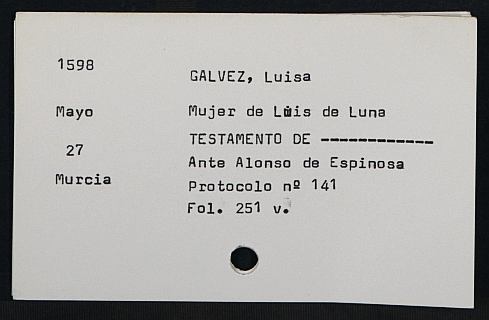 1598
GALVEZ, Luisa
Mayo
Mujer de Luis de Luna
27
TESTAMENTO DE -------------
Ante Alonso de Espinosa
Murcia
Protocolo nº 141
Fol. 251 v.